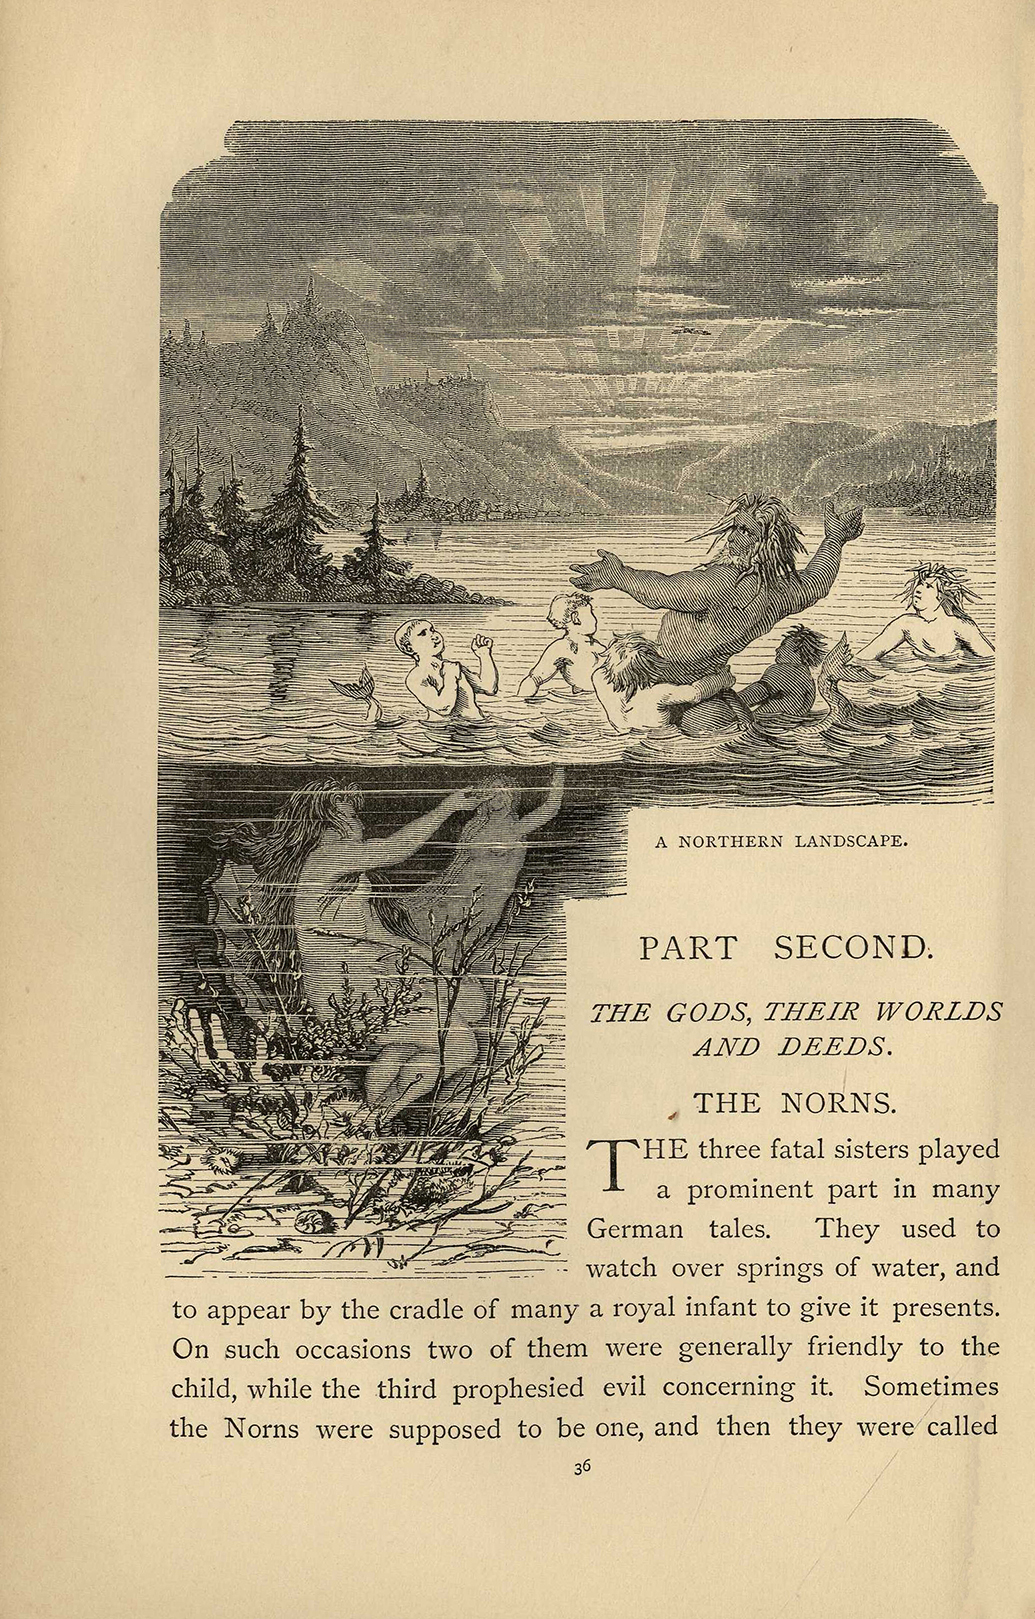 A NORTHERN LANDSCAPE.
PART SECOND.
THE GODS, THEIR WORLDS
AND DEEDS.
THE NORNS.
THE three fatal sisters played
a prominent part in many
German tales. They used to
watch over springs of water, and
to appear by the cradle of many a royal infant to give it presents.
On such occasions two of them were generally friendly to the
child, while the third prophesied evil concerning it. Sometimes
the Norns were supposed to be one, and then they were called
36